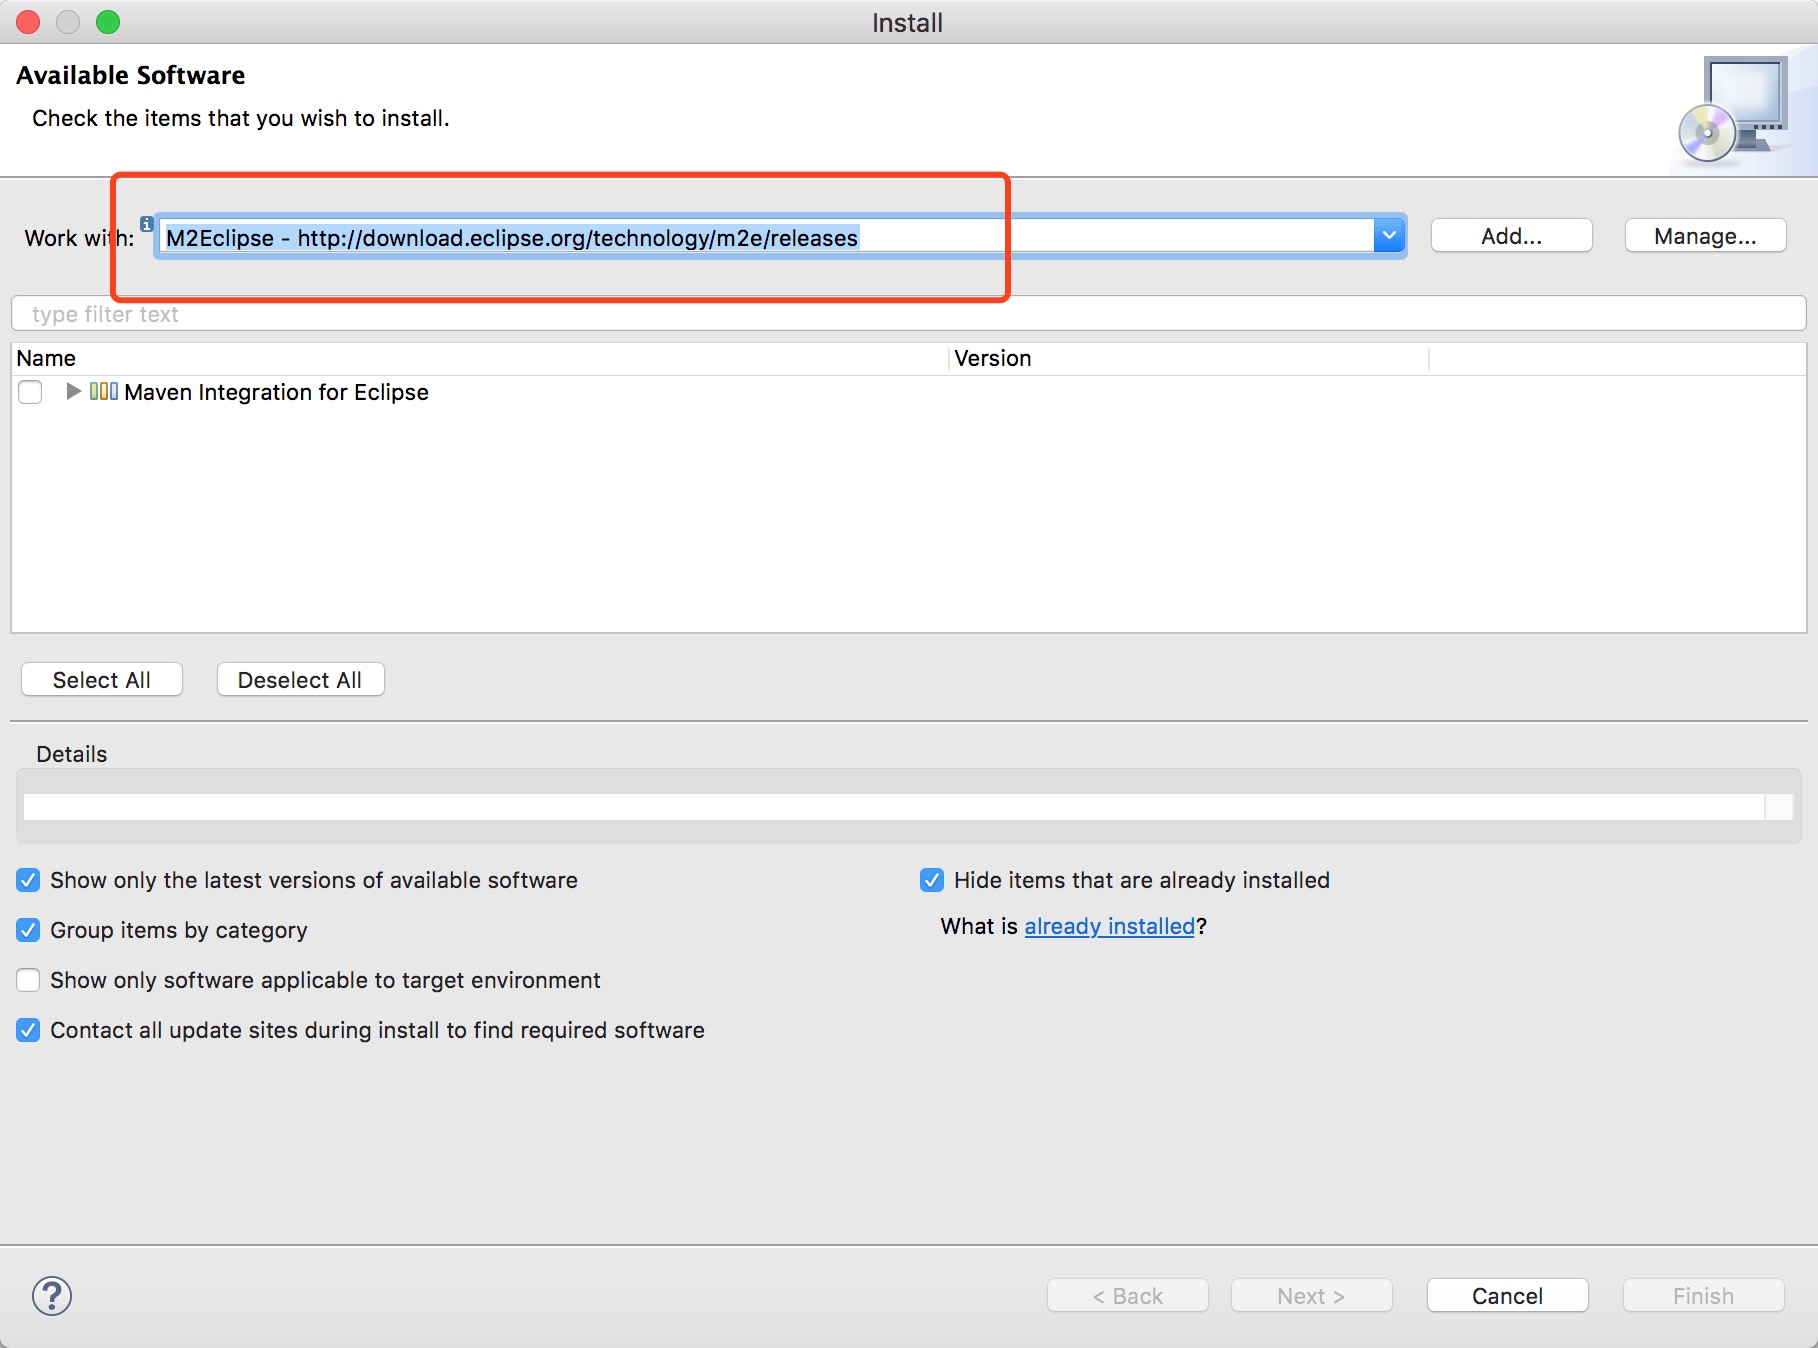 Install
Available Software
Check the items that you wish to install.
Work with: M2Eclipse - http://download.eclipse.org/technology/m2e/releases Add... Manage...
type filter text
Name Version
Maven Integration for Eclipse
Select All Deselect All
Details
Show only the latest versions of available software Hide items that are already installed
Group items by category What is already installed?
Show only software applicable to target environment
Contact all update sites during install to find required software
? < Back Next > Cancel Finish